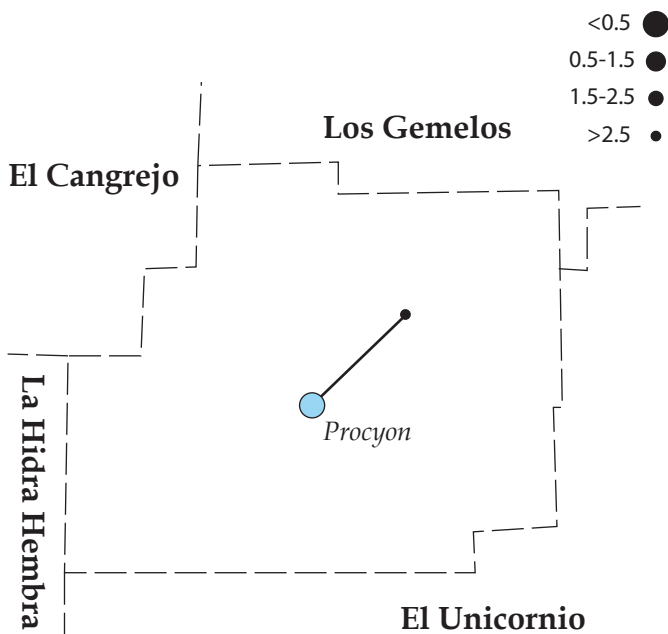 <0.5
0.5-1.5
1.5-2.5
>2.5
Los Gemelos
El Cangrejo
Procyon
La Hidra Hembra
El Unicornio